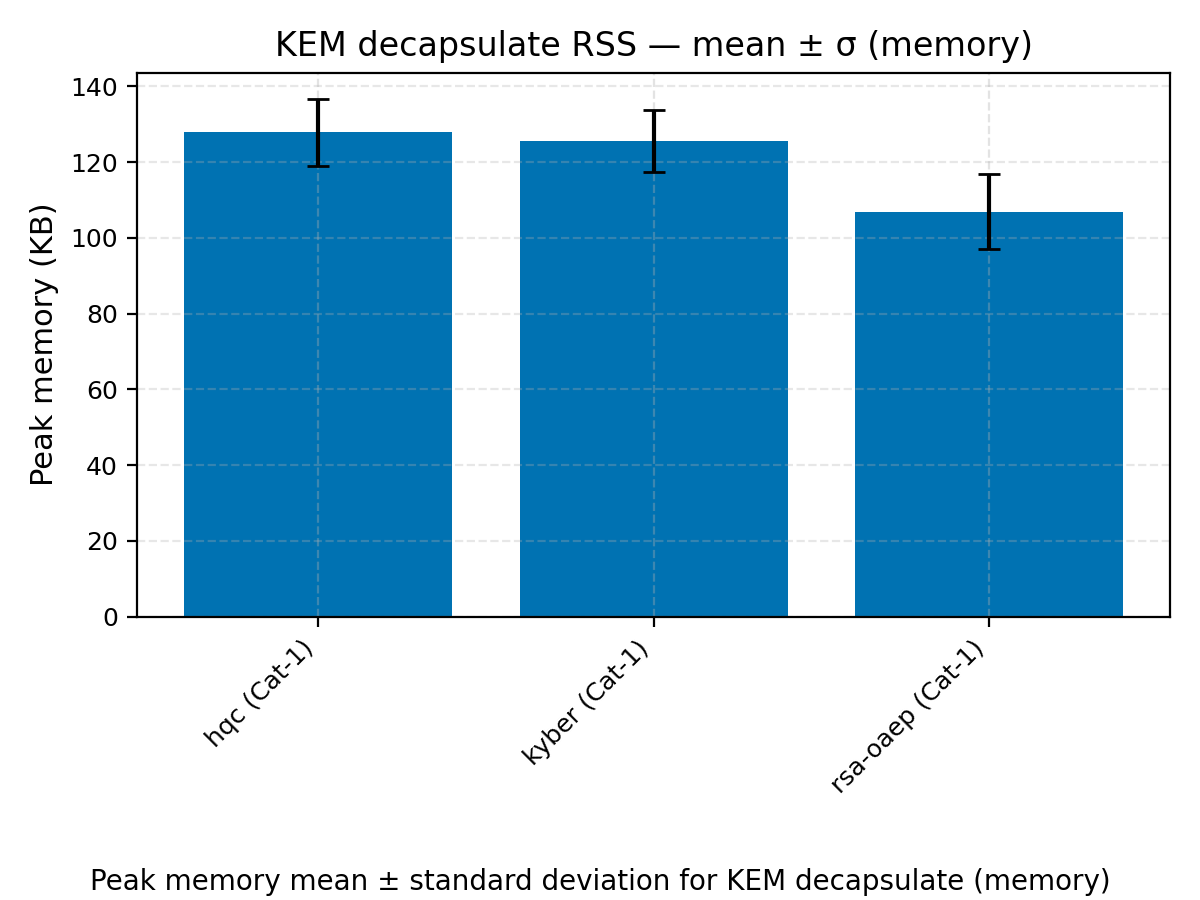 KEM decapsulate RSS — mean ± σ (memory)
Peak memory (KB)
140
120
100
80
60
40
20
0
hqc (Cat-1)
kyber (Cat-1)
rsa-oaep (Cat-1)
Peak memory mean ± standard deviation for KEM decapsulate (memory)